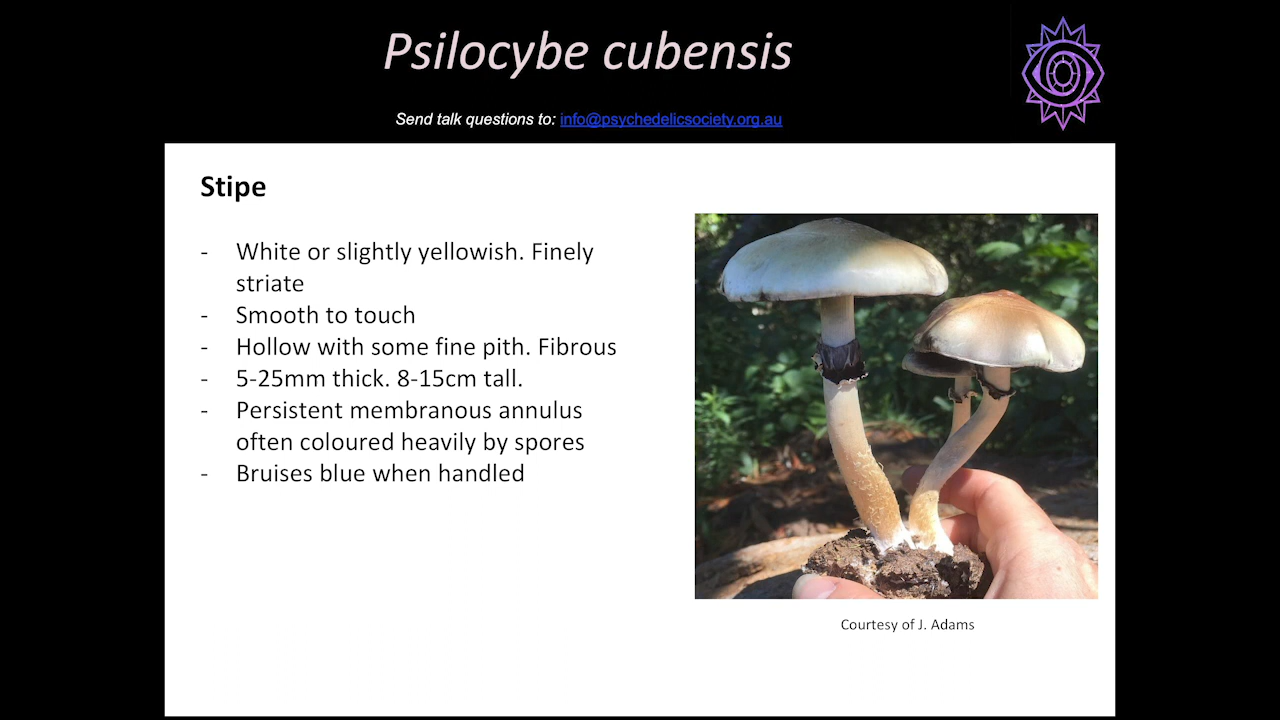 Psilocybe cubensis
Send talk questions to: info@psychedelicsociety.org.au
Stipe
- White or slightly yellowish. Finely
striate
- Smooth to touch
- Hollow with some fine pith. Fibrous
- 5-25mm thick. 8-15cm tall.
- Persistent membranous annulus
often coloured heavily by spores
- Bruises blue when handled
Courtesy of J. Adams